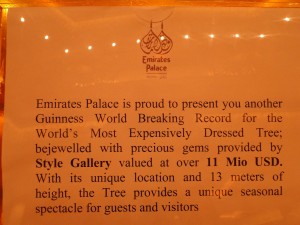 Emirates
Palace
Emirates Palace is proud to present you another
Guinness World Breaking Record for the
World's Most Expensively Dressed Tree;
bejewelled with precious gems provided by
Style Gallery valued at over 11 Mio USD.
With its unique location and 13 meters of
height, the Tree provides a unique seasonal
spectacle for guests and visitors